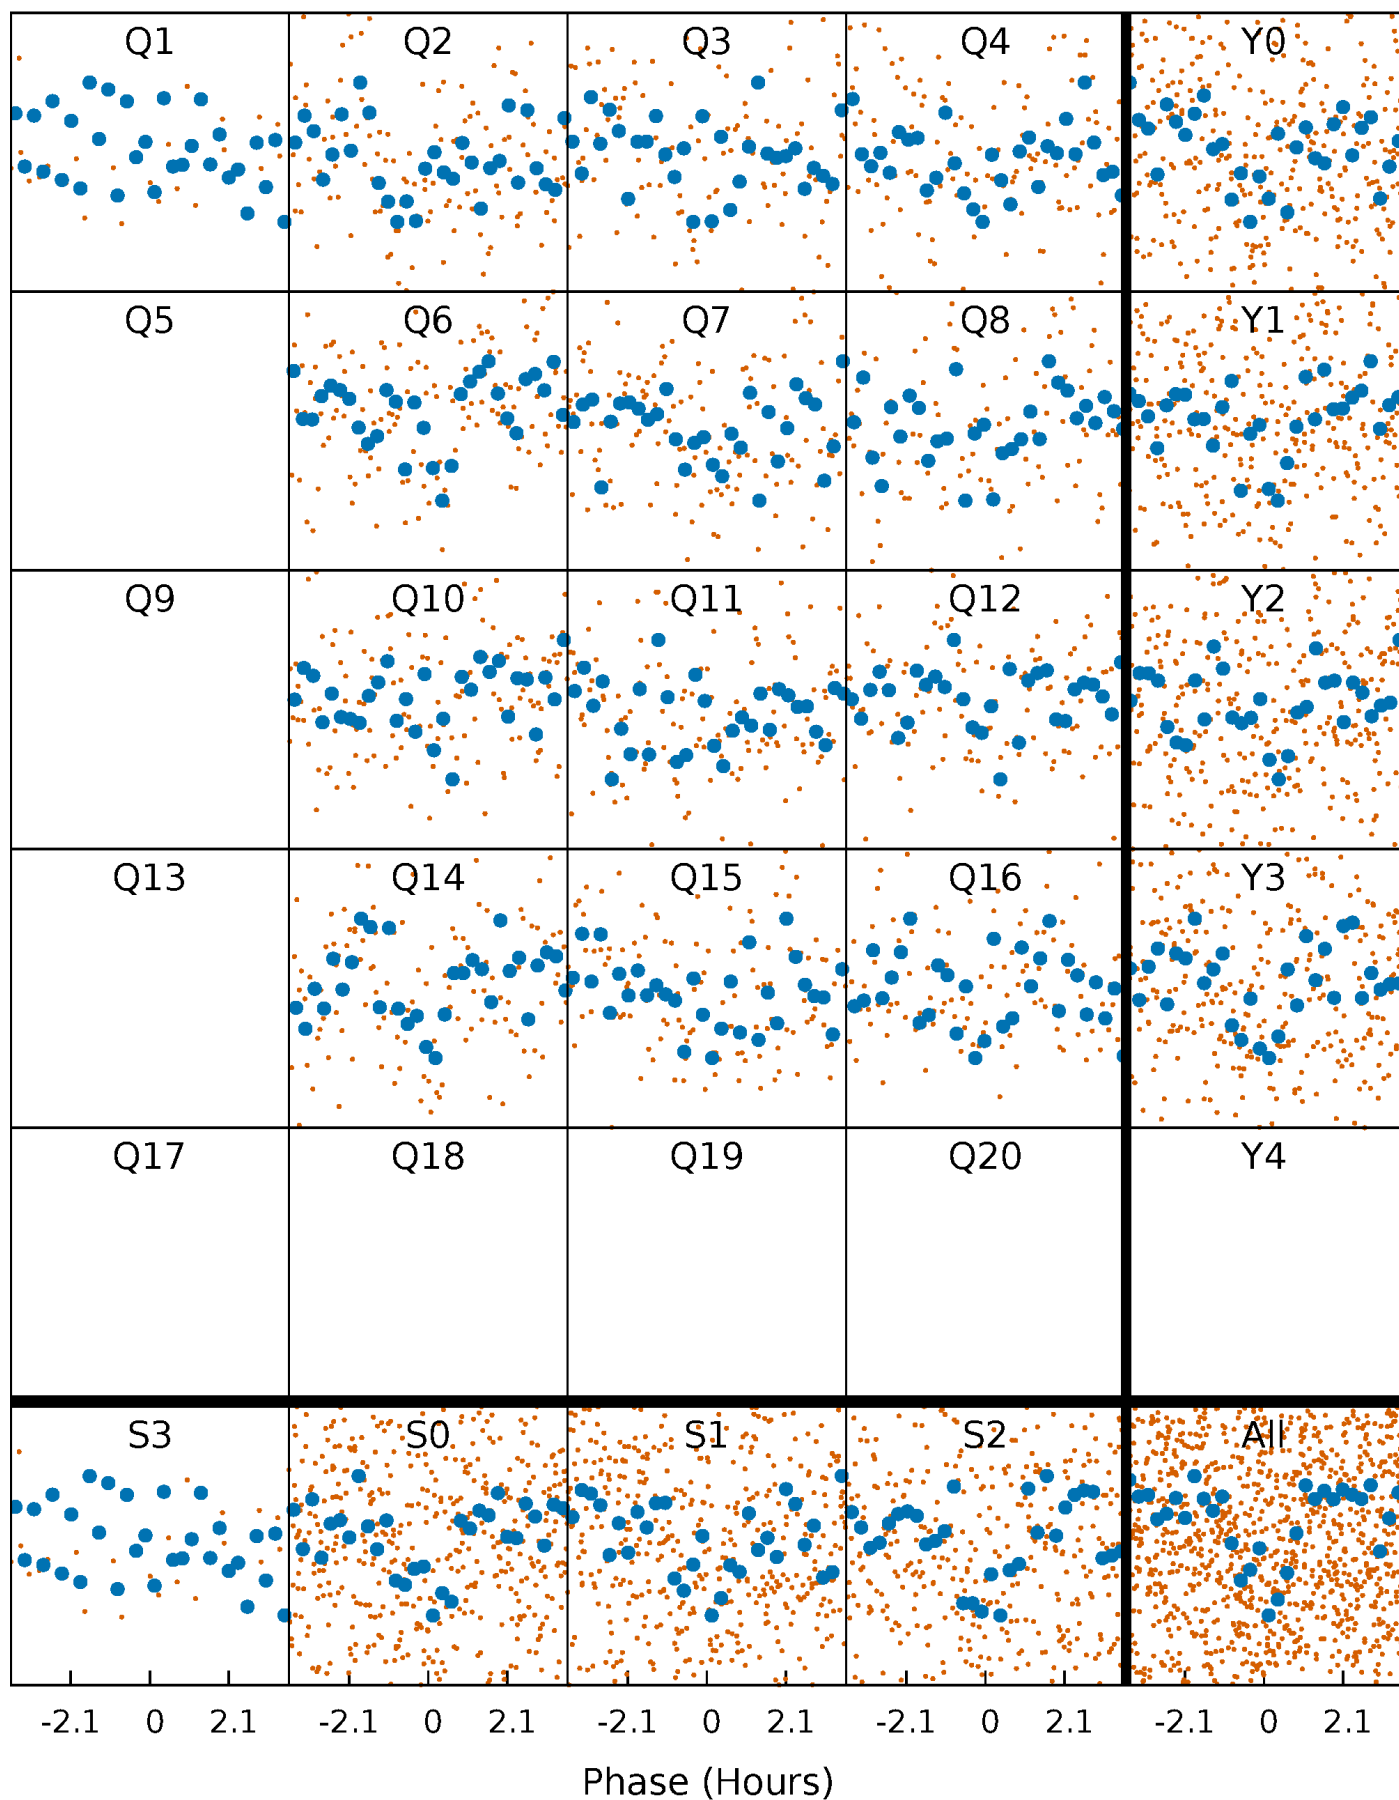 Q1 Q2 Q3 Q4 Y0
Q5 Q6 Q7 Q8 Y1
Q9 Q10 Q11 Q12 Y2
Q13 Q14 Q15 Q16 Y3
Q17 Q18 Q19 Q20 Y4
S3 S0 S1 S2 All
-2.1 0 2.1 -2.1 0 2.1 -2.1 0 2.1 -2.1 0 2.1 -2.1 0 2.1
Phase (Hours)